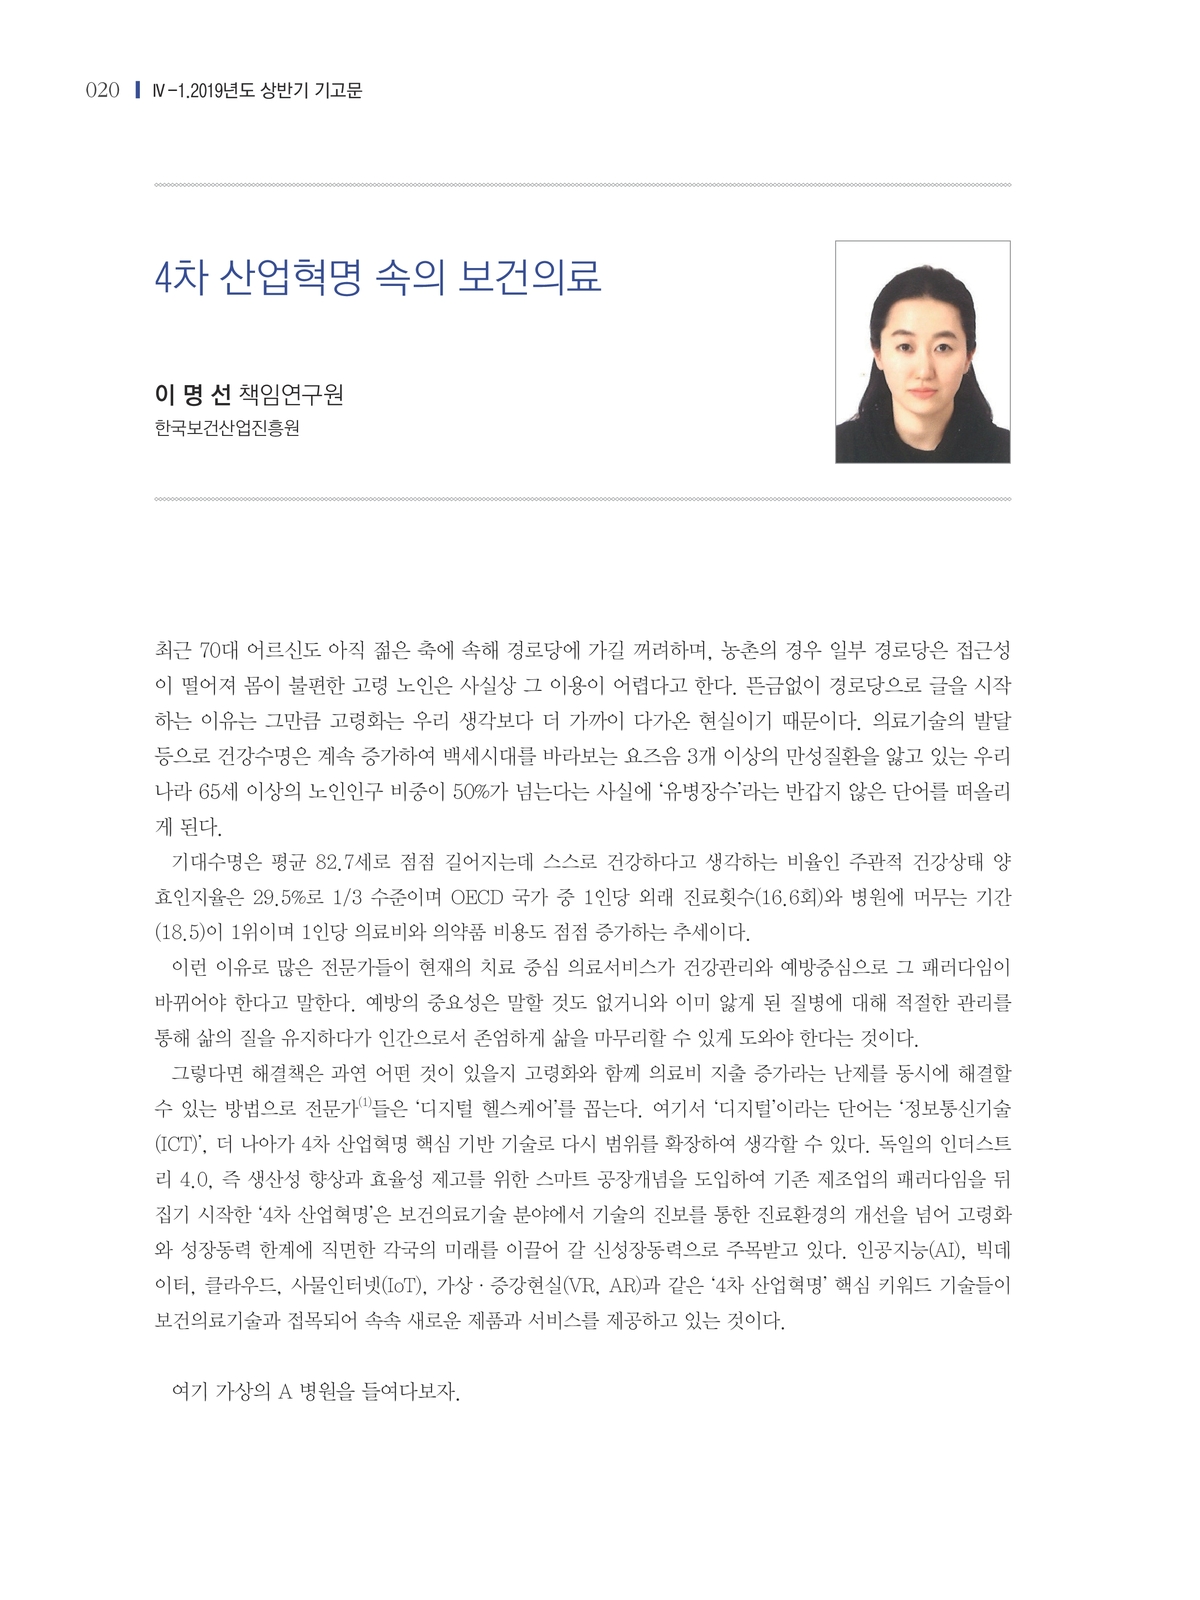 020 Ⅳ-1.2019년도 상반기 기고문
4차 산업혁명 속의 보건의료
이 명 선 책임연구원
한국보건산업진흥원
최근 70대 어르신도 아직 젊은 축에 속해 경로당에 가길 꺼려하며, 농촌의 경우 일부 경로당은 접근성
이 떨어져 몸이 불편한 고령 노인은 사실상 그 이용이 어렵다고 한다. 뜬금없이 경로당으로 글을 시작
하는 이유는 그만큼 고령화는 우리 생각보다 더 가까이 다가온 현실이기 때문이다. 의료기술의 발달
등으로 건강수명은 계속 증가하여 백세시대를 바라보는 요즈음 3개 이상의 만성질환을 앓고 있는 우리
나라 65세 이상의 노인인구 비중이 50%가 넘는다는 사실에 ‘유병장수’라는 반갑지 않은 단어를 떠올리
게 된다.
기대수명은 평균 82.7세로 점점 길어지는데 스스로 건강하다고 생각하는 비율인 주관적 건강상태 양
효인지율은 29.5%로 1/3 수준이며 OECD 국가 중 1인당 외래 진료횟수(16.6회)와 병원에 머무는 기간
(18.5)이 1위이며 1인당 의료비와 의약품 비용도 점점 증가하는 추세이다.
이런 이유로 많은 전문가들이 현재의 치료 중심 의료서비스가 건강관리와 예방중심으로 그 패러다임이
바뀌어야 한다고 말한다. 예방의 중요성은 말할 것도 없거니와 이미 앓게 된 질병에 대해 적절한 관리를
통해 삶의 질을 유지하다가 인간으로서 존엄하게 삶을 마무리할 수 있게 도와야 한다는 것이다.
그렇다면 해결책은 과연 어떤 것이 있을지 고령화와 함께 의료비 지출 증가라는 난제를 동시에 해결할
수 있는 방법으로 전문가(1)들은 ‘디지털 헬스케어’를 꼽는다. 여기서 ‘디지털’이라는 단어는 ‘정보통신기술
(ICT)’, 더 나아가 4차 산업혁명 핵심 기반 기술로 다시 범위를 확장하여 생각할 수 있다. 독일의 인더스트
리 4.0, 즉 생산성 향상과 효율성 제고를 위한 스마트 공장개념을 도입하여 기존 제조업의 패러다임을 뒤
집기 시작한 ‘4차 산업혁명’은 보건의료기술 분야에서 기술의 진보를 통한 진료환경의 개선을 넘어 고령화
와 성장동력 한계에 직면한 각국의 미래를 이끌어 갈 신성장동력으로 주목받고 있다. 인공지능(AI), 빅데
이터, 클라우드, 사물인터넷(IoT), 가상·증강현실(VR, AR)과 같은 ‘4차 산업혁명’ 핵심 키워드 기술들이
보건의료기술과 접목되어 속속 새로운 제품과 서비스를 제공하고 있는 것이다.
여기 가상의 A 병원을 들여다보자.